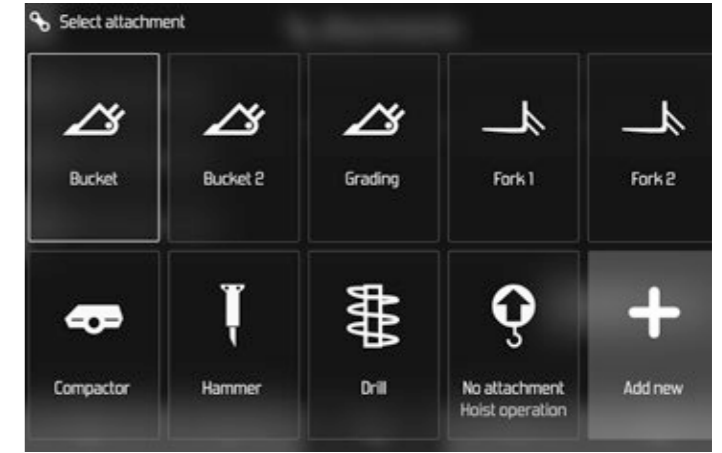 Select attachment
Bucket
Bucket 2
Grading
Fork 1
Fork 2
Compactor
Hammer
Drill
No attachment
Hoist operation
Add new